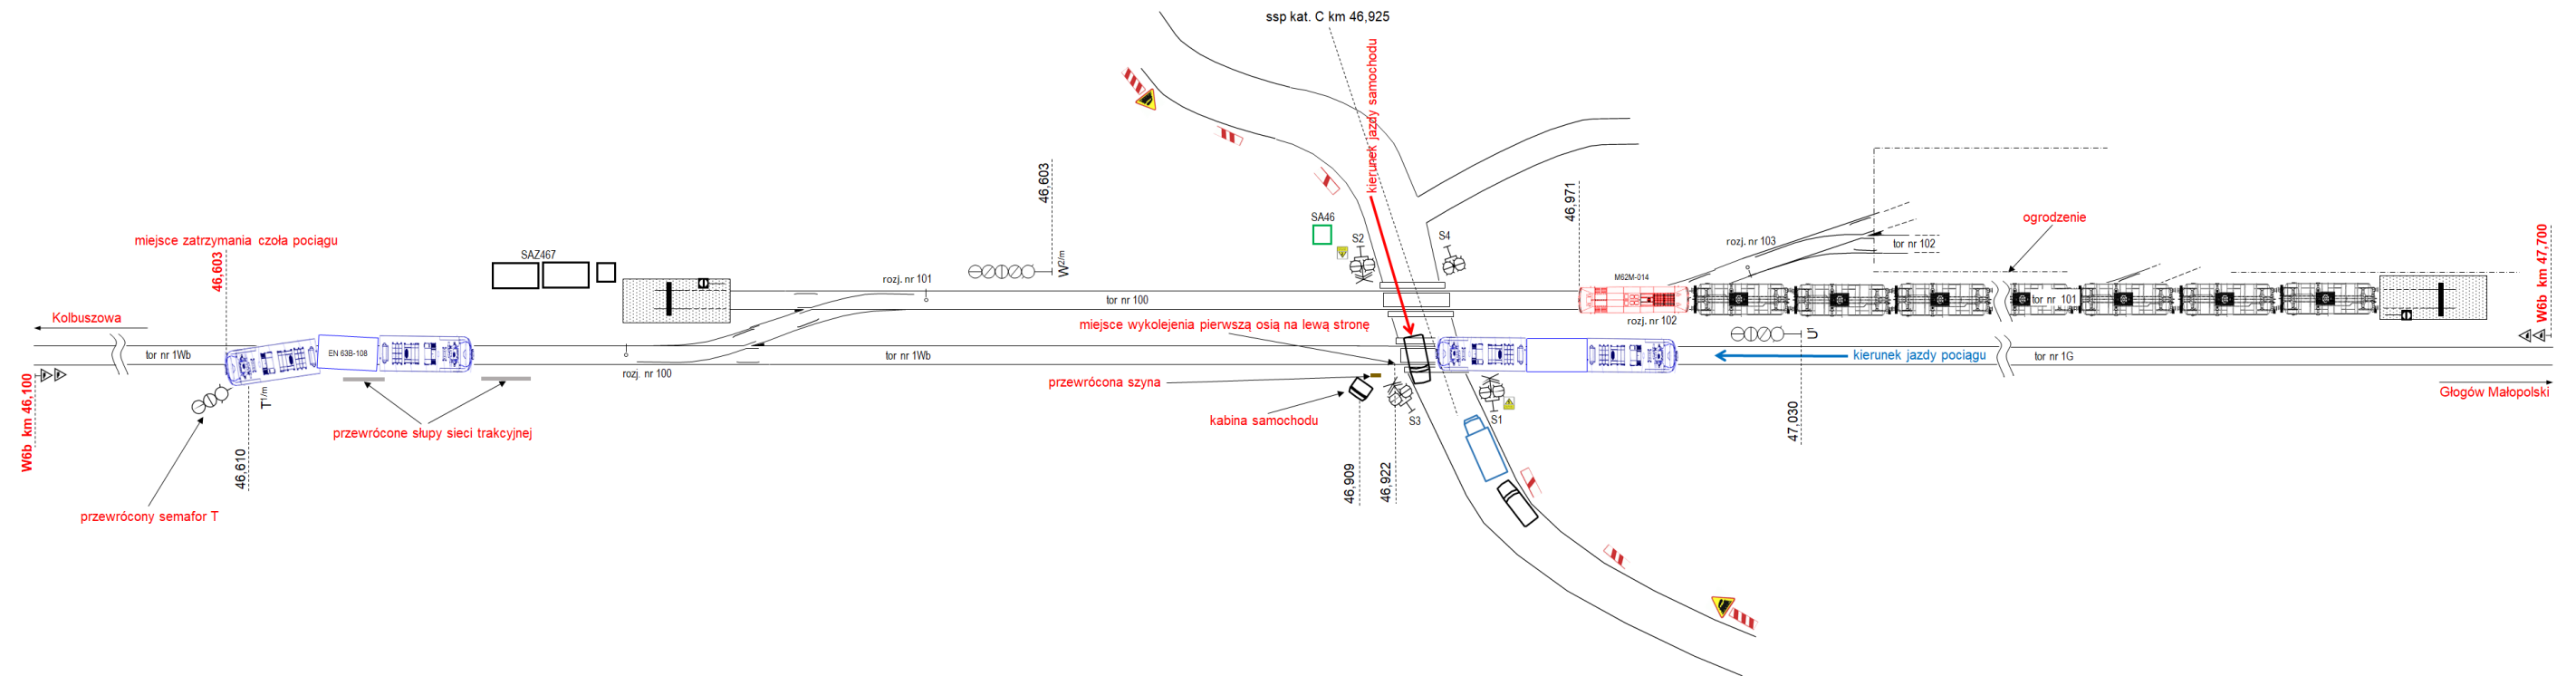 ssp kat. C km 46,925
kierunek jazdy samochodu
46,603
46,971
SA46
S2
S4
ogrodzenie
rozj. nr 103
tor nr 102
W6b km 47,700
miejsce zatrzymania czoła pociągu
46,603
SAZ467
W2/m
rozj. nr 101
tor nr 100
M62M-014
tor nr 101
rozj. nr 102
Kolbuszowa
miejsce wykolejenia pierwszą osią na lewą stronę
tor nr 1Wb
EN 63B-108
tor nr 1Wb
kierunek jazdy pociągu
tor nr 1G
rozj. nr 100
przewrócona szyna
W6b km 46,100
T1/m
kabina samochodu
S3
S1
Głogów Małopolski
przewrócone słupy sieci trakcyjnej
47,030
46,610
46,909
46,922
przewrócony semafor T